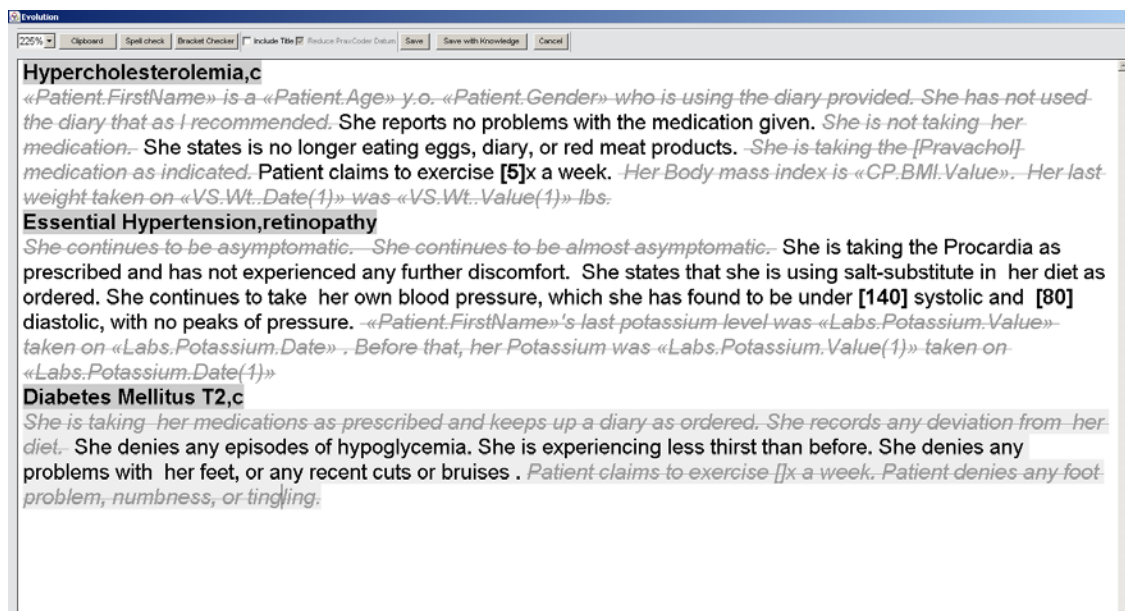 Evolution
225% Clipboard Spell check Bracket Checker Include Title Reduce PraxCoder Datum Save Save with Knowledge Cancel
Hypercholesterolemia,c
«Patient.FirstName» is a «Patient.Age» y.o. «Patient.Gender» who is using the diary provided. She has not used
the diary that as I recommended. She reports no problems with the medication given. She is not taking her
medication. She states is no longer eating eggs, diary, or red meat products. She is taking the [Pravachol]
medication as indicated. Patient claims to exercise [5]x a week. Her Body mass index is «CP.BMI.Value». Her last
weight taken on «VS.Wt..Date(1)» was «VS.Wt..Value(1)» lbs.
Essential Hypertension,retinopathy
She continues to be asymptomatic. She continues to be almost asymptomatic. She is taking the Procardia as
prescribed and has not experienced any further discomfort. She states that she is using salt-substitute in her diet as
ordered. She continues to take her own blood pressure, which she has found to be under [140] systolic and [80]
diastolic, with no peaks of pressure. «Patient.FirstName»'s last potassium level was «Labs.Potassium.Value»
taken on «Labs.Potassium.Date» . Before that, her Potassium was «Labs.Potassium.Value(1)» taken on
«Labs.Potassium.Date(1)»
Diabetes Mellitus T2,c
She is taking her medications as prescribed and keeps up a diary as ordered. She records any deviation from her
diet. She denies any episodes of hypoglycemia. She is experiencing less thirst than before. She denies any
problems with her feet, or any recent cuts or bruises . Patient claims to exercise []x a week. Patient denies any foot
problem, numbness, or tingling.